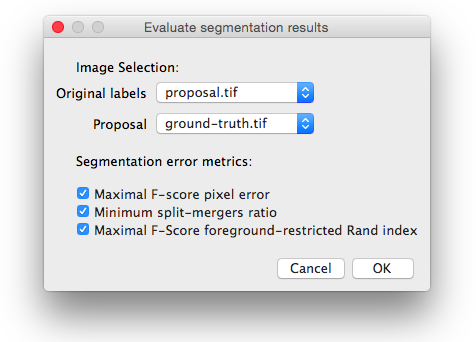 Evaluate segmentation results
Image Selection:
Original labels proposal.tif
Proposal ground-truth.tif
Segmentation error metrics:
Maximal F-score pixel error
Minimum split-mergers ratio
Maximal F-Score foreground-restricted Rand index
Cancel OK